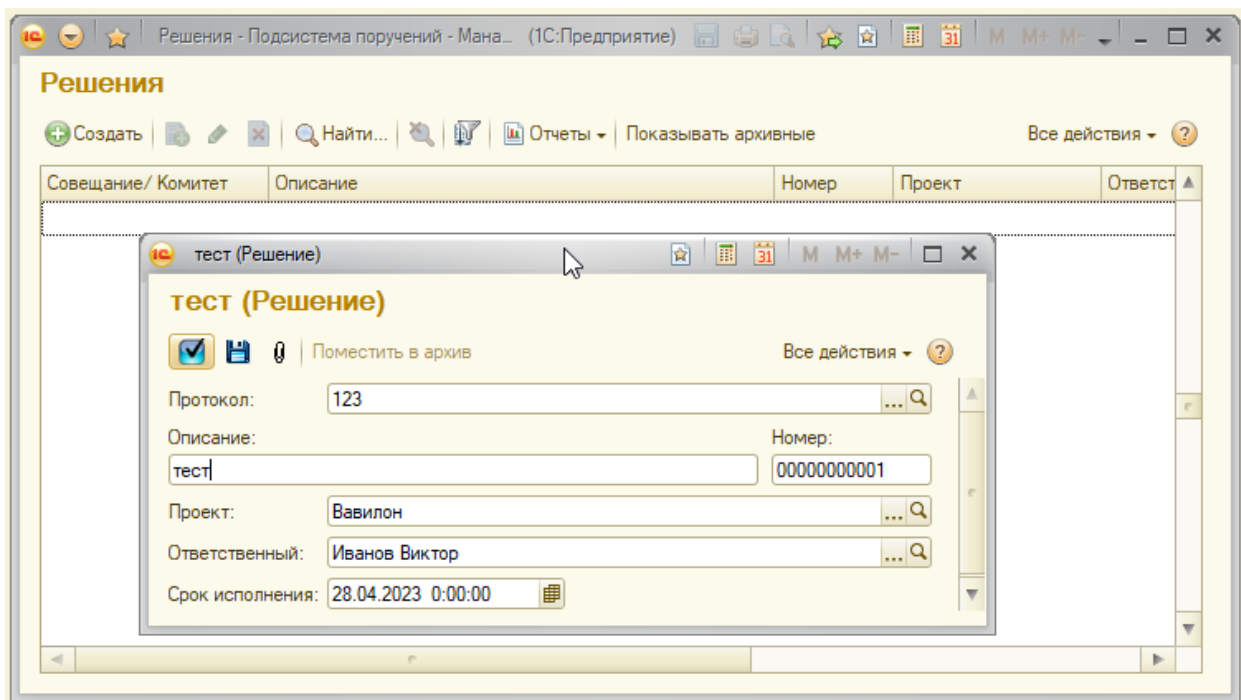 Решения - Подсистема поручений - Мана... (1С:Предприятие) 31 M M+ M-
Решения
Создать Найти... Отчеты Показывать архивные Все действия ?
Совещание/ Комитет Описание Номер Проект Ответст
тест (Решение) 31 M M+ M-
тест (Решение)
Поместить в архив Все действия ?
Протокол: 123 ...
Описание: Номер:
тест 00000000001
Проект: Вавилон ...
Ответственный: Иванов Виктор ...
Срок исполнения: 28.04.2023 0:00:00